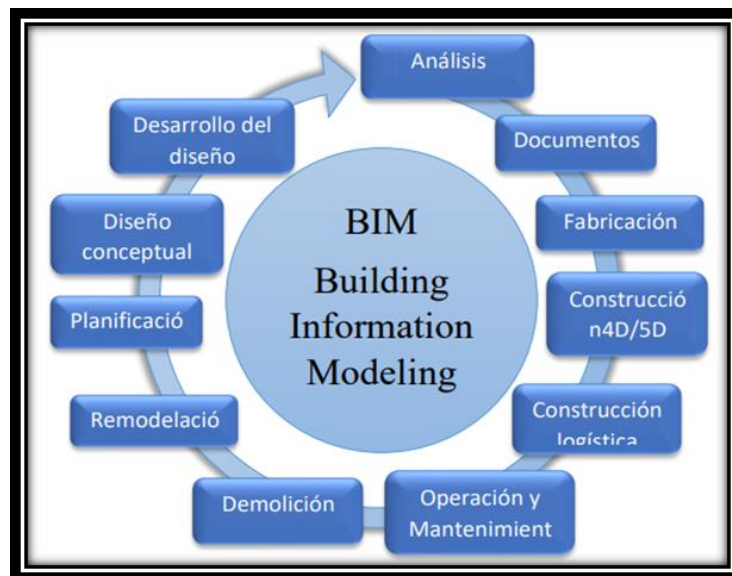 Análisis
Documentos
Fabricación
Construcció
n4D/5D
Construcción
logística
Operación y
Mantenimient
Demolición
Remodelació
Planificació
Diseño
conceptual
Desarrollo del
diseño
BIM
Building
Information
Modeling